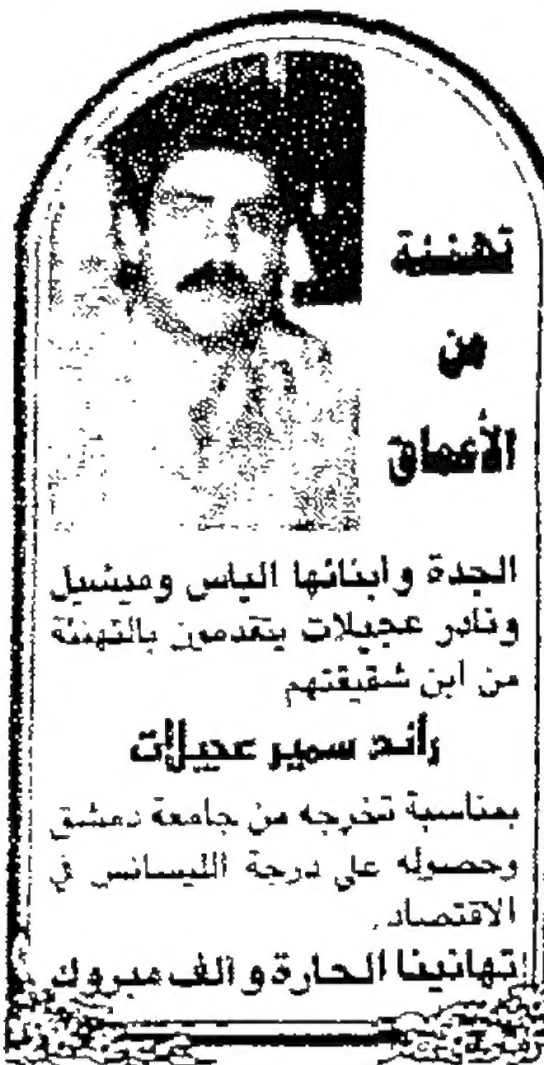 تهنئة
من
الأعماق
الجدة وابنائها الياس وميشيل
ونادر عجيلات يتقدمون بالتهنئة
من ابن شقيقتهم
رائد سمير عجيلات
بمناسبة تخرجه من جامعة دمشق
وحصوله على درجة الليسانس في
الاقتصاد.
تهانينا الحارة و الف مبروك